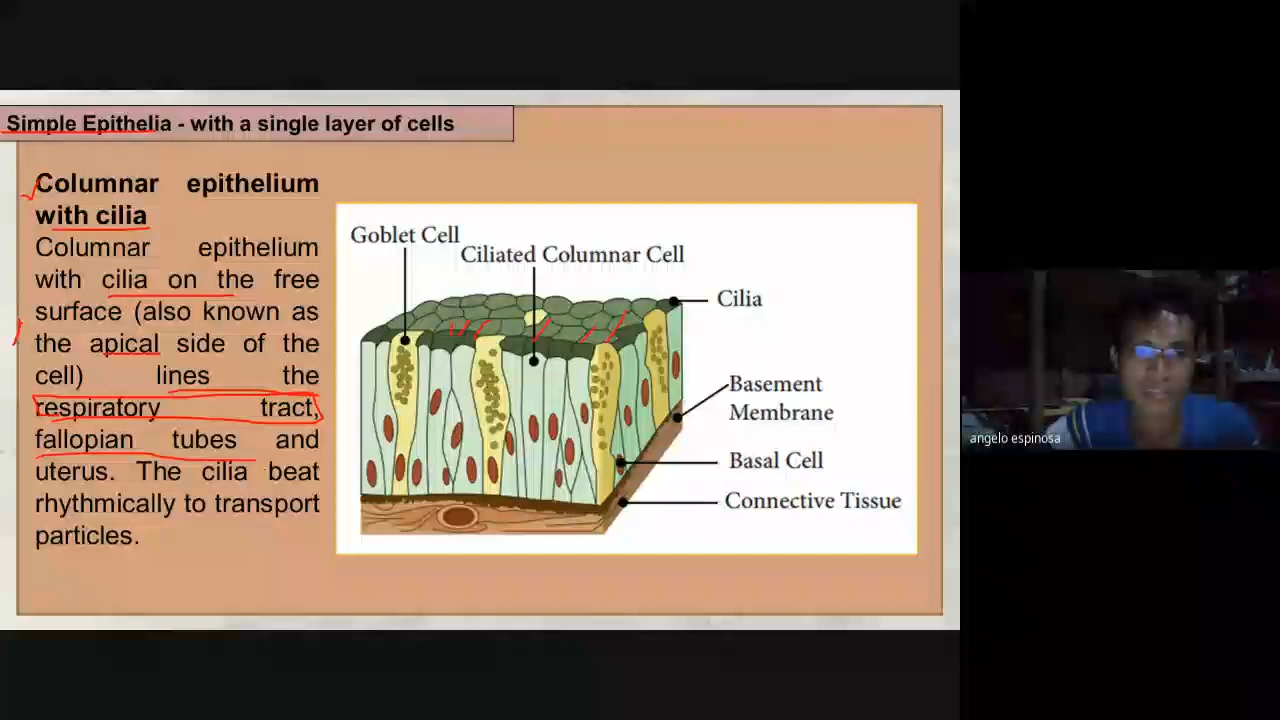 Simple Epithelia - with a single layer of cells
Columnar epithelium
with cilia
Columnar epithelium
with cilia on the free
surface (also known as
the apical side of the
cell) lines the
respiratory tract,
fallopian tubes and
uterus. The cilia beat
rhythmically to transport
particles.
Goblet Cell
Ciliated Columnar Cell
Cilia
Basement
Membrane
Basal Cell
Connective Tissue
angelo espinosa